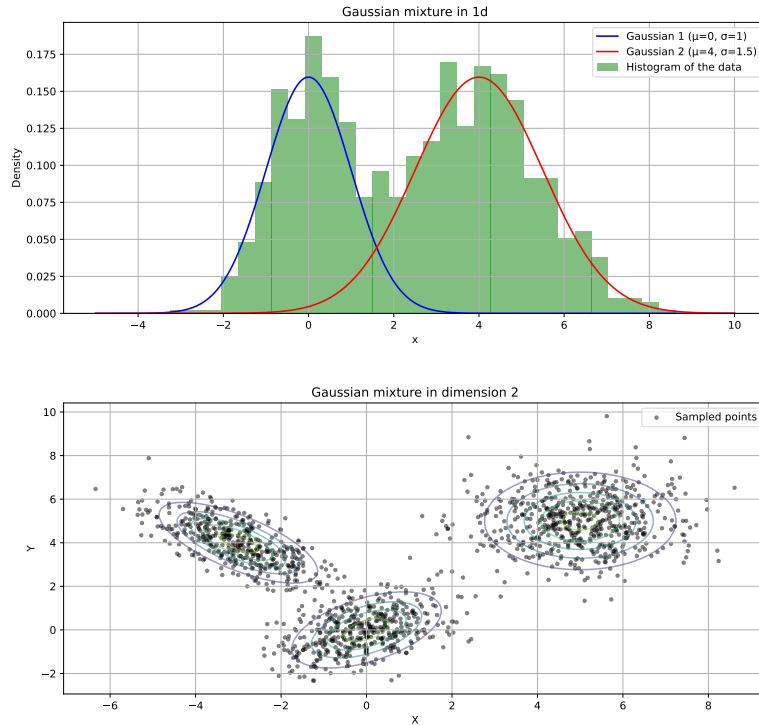 Gaussian mixture in 1d
Gaussian 1 (μ=0, σ=1)
Gaussian 2 (μ=4, σ=1.5)
Histogram of the data
Density
0.175
0.150
0.125
0.100
0.075
0.050
0.025
0.000
−4 −2 0 2 4 6 8 10
x
Gaussian mixture in dimension 2
Sampled points
Y
10
8
6
4
2
0
−2
−6 −4 −2 0 2 4 6 8
X